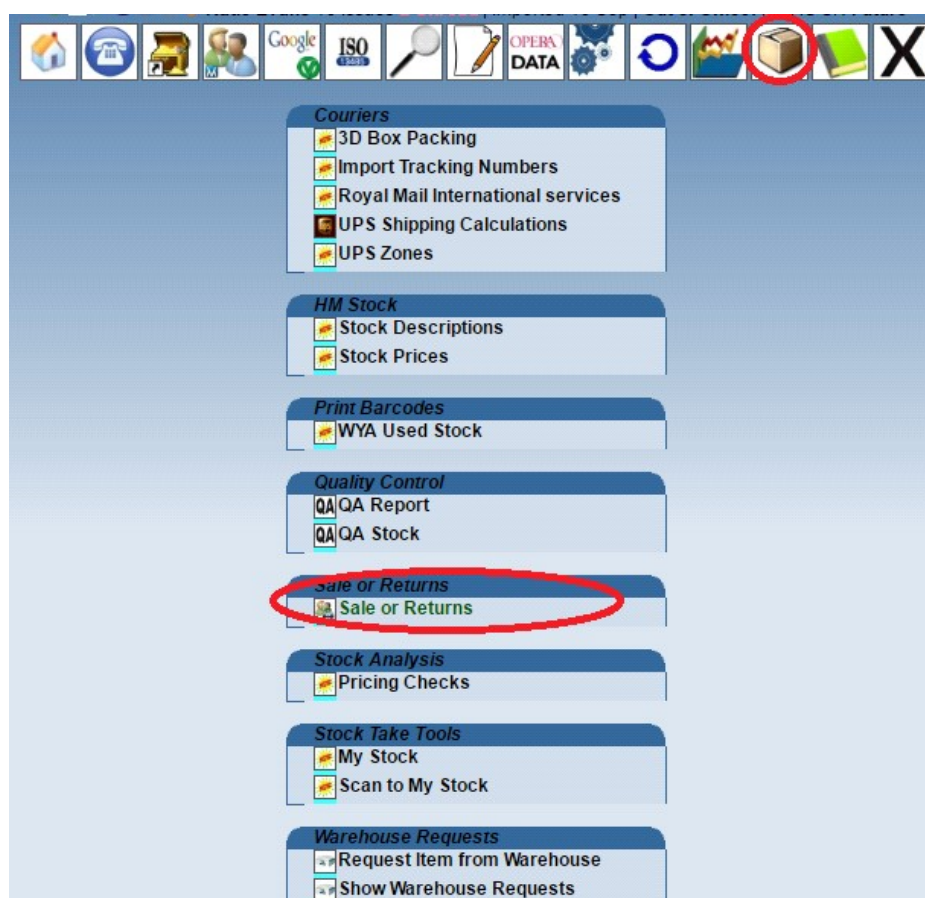 Google
ISO
13485
OPERA
DATA
M
X
Couriers
3D Box Packing
Import Tracking Numbers
Royal Mail International services
UPS Shipping Calculations
UPS Zones
HM Stock
Stock Descriptions
Stock Prices
Print Barcodes
WYA Used Stock
Quality Control
QA QA Report
QA QA Stock
Sale or Returns
Sale or Returns
Stock Analysis
Pricing Checks
Stock Take Tools
My Stock
Scan to My Stock
Warehouse Requests
Request Item from Warehouse
Show Warehouse Requests